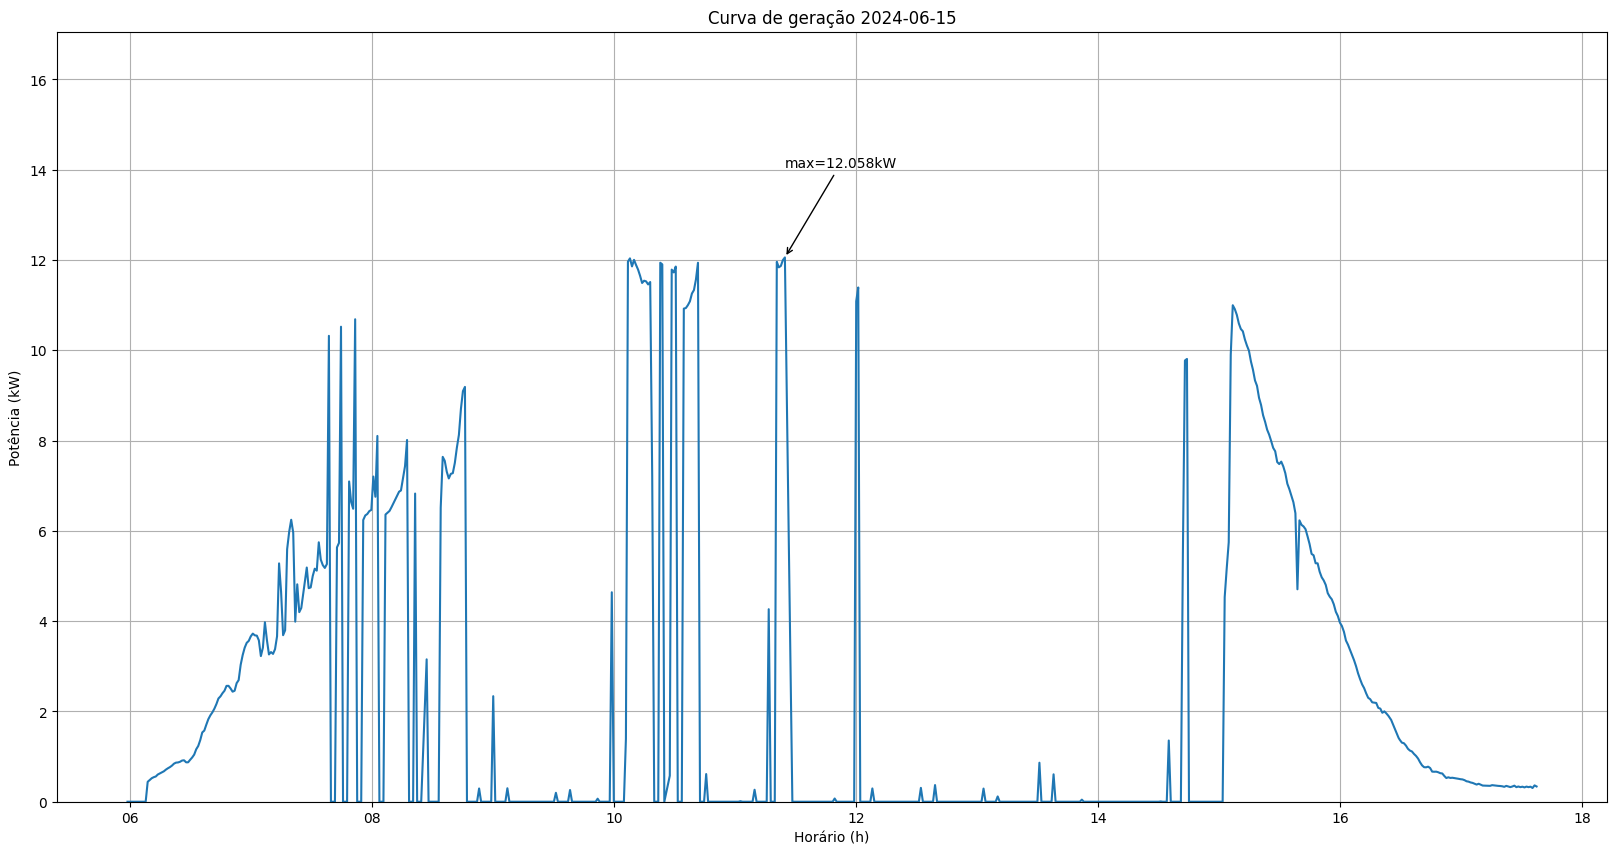 Curva de geração 2024-06-15
16
14
12
10
8
6
4
2
0
Potência (kW)
max=12.058kW
06 08 10 12 14 16 18
Horário (h)